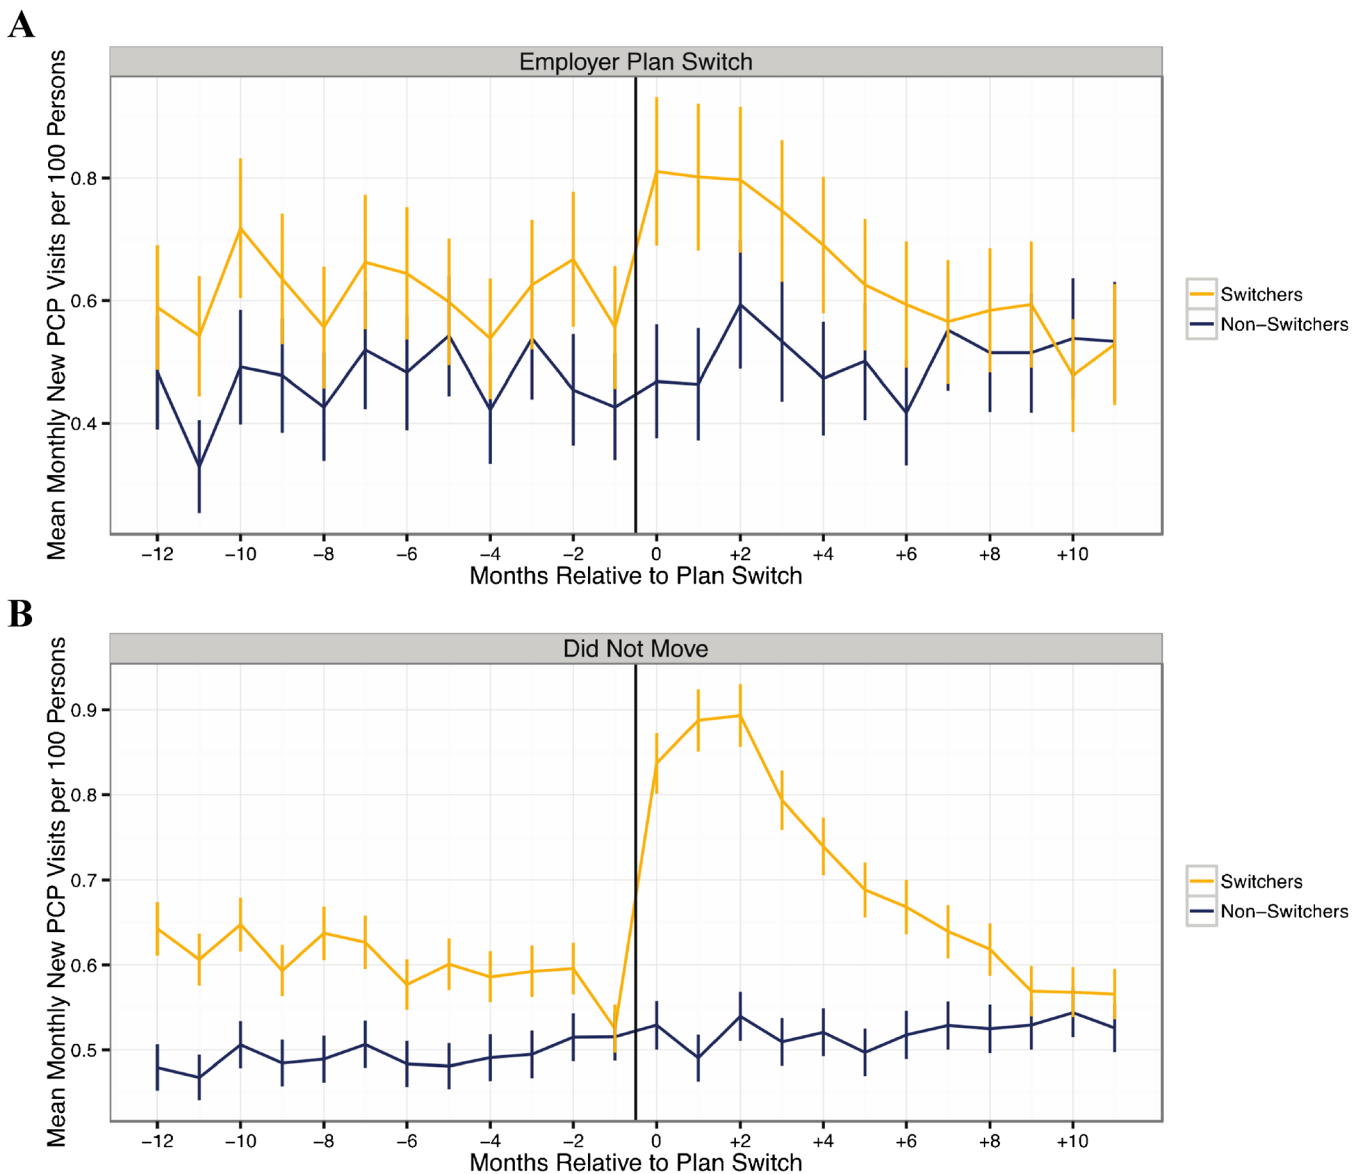 A
Employer Plan Switch
Mean Monthly New PCP Visits per 100 Persons
0.8
0.6
0.4
−12 −10 −8 −6 −4 −2 0 +2 +4 +6 +8 +10
Months Relative to Plan Switch
Switchers
Non−Switchers
B
Did Not Move
Mean Monthly New PCP Visits per 100 Persons
0.9
0.8
0.7
0.6
0.5
−12 −10 −8 −6 −4 −2 0 +2 +4 +6 +8 +10
Months Relative to Plan Switch
Switchers
Non−Switchers